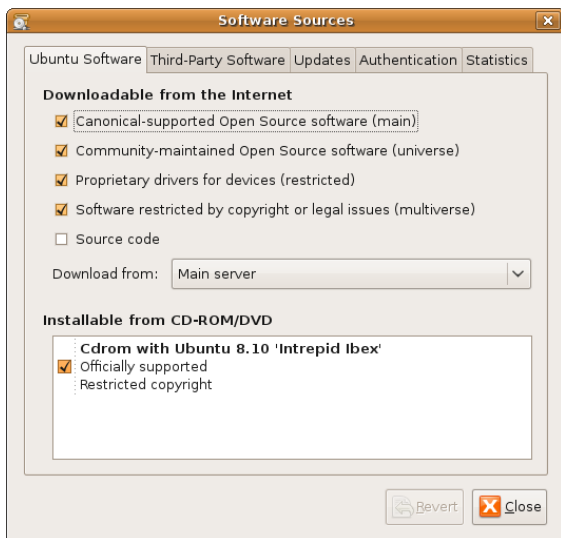 Software Sources
Ubuntu Software Third-Party Software Updates Authentication Statistics
Downloadable from the Internet
Canonical-supported Open Source software (main)
Community-maintained Open Source software (universe)
Proprietary drivers for devices (restricted)
Software restricted by copyright or legal issues (multiverse)
Source code
Download from: Main server
Installable from CD-ROM/DVD
Cdrom with Ubuntu 8.10 'Intrepid Ibex'
Officially supported
Restricted copyright
Revert Close